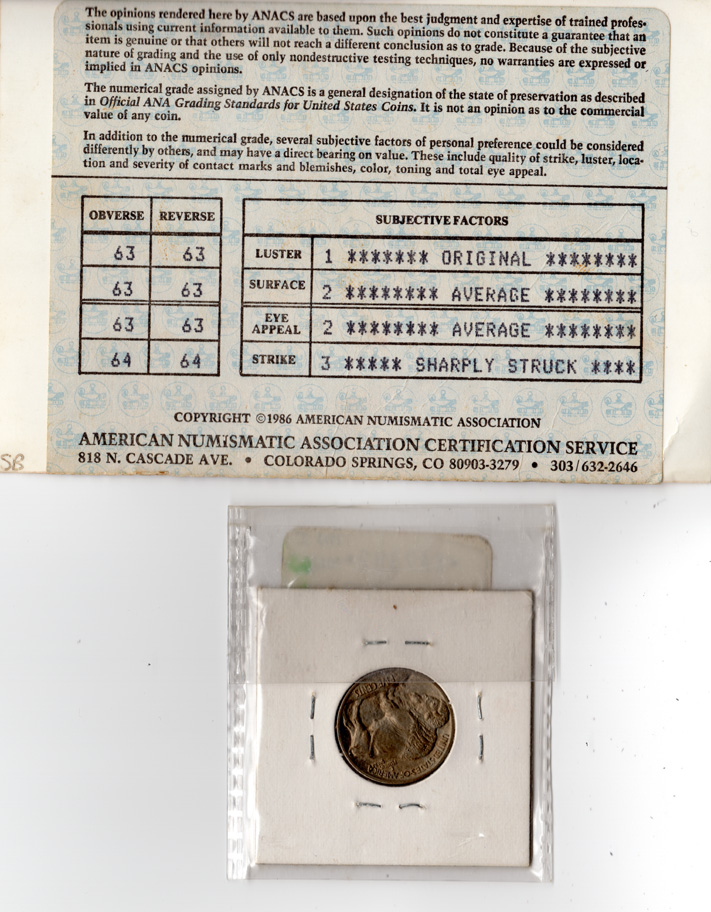 The opinions rendered here by ANACS are based upon the best judgment and expertise of trained profes-
sionals using current information available to them. Such opinions do not constitute a guarantee that an
item is genuine or that others will not reach a different conclusion as to grade. Because of the subjective
nature of grading and the use of only nondestructive testing techniques, no warranties are expressed or
implied in ANACS opinions.
The numerical grade assigned by ANACS is a general designation of the state of preservation as described
in Official ANA Grading Standards for United States Coins. It is not an opinion as to the commercial
value of any coin.
In addition to the numerical grade, several subjective factors of personal preference could be considered
differently by others, and may have a direct bearing on value. These include quality of strike, luster, loca-
tion and severity of contact marks and blemishes, color, toning and total eye appeal.
OBVERSE REVERSE
63 63
63 63
63 63
64 64
SUBJECTIVE FACTORS
LUSTER 1 ******* ORIGINAL ********
SURFACE 2 ******** AVERAGE ********
EYE
APPEAL 2 ******** AVERAGE ********
STRIKE 3 ***** SHARPLY STRUCK ****
COPYRIGHT ©1986 AMERICAN NUMISMATIC ASSOCIATION
AMERICAN NUMISMATIC ASSOCIATION CERTIFICATION SERVICE
818 N. CASCADE AVE. • COLORADO SPRINGS, CO 80903-3279 • 303/632-2646
SB